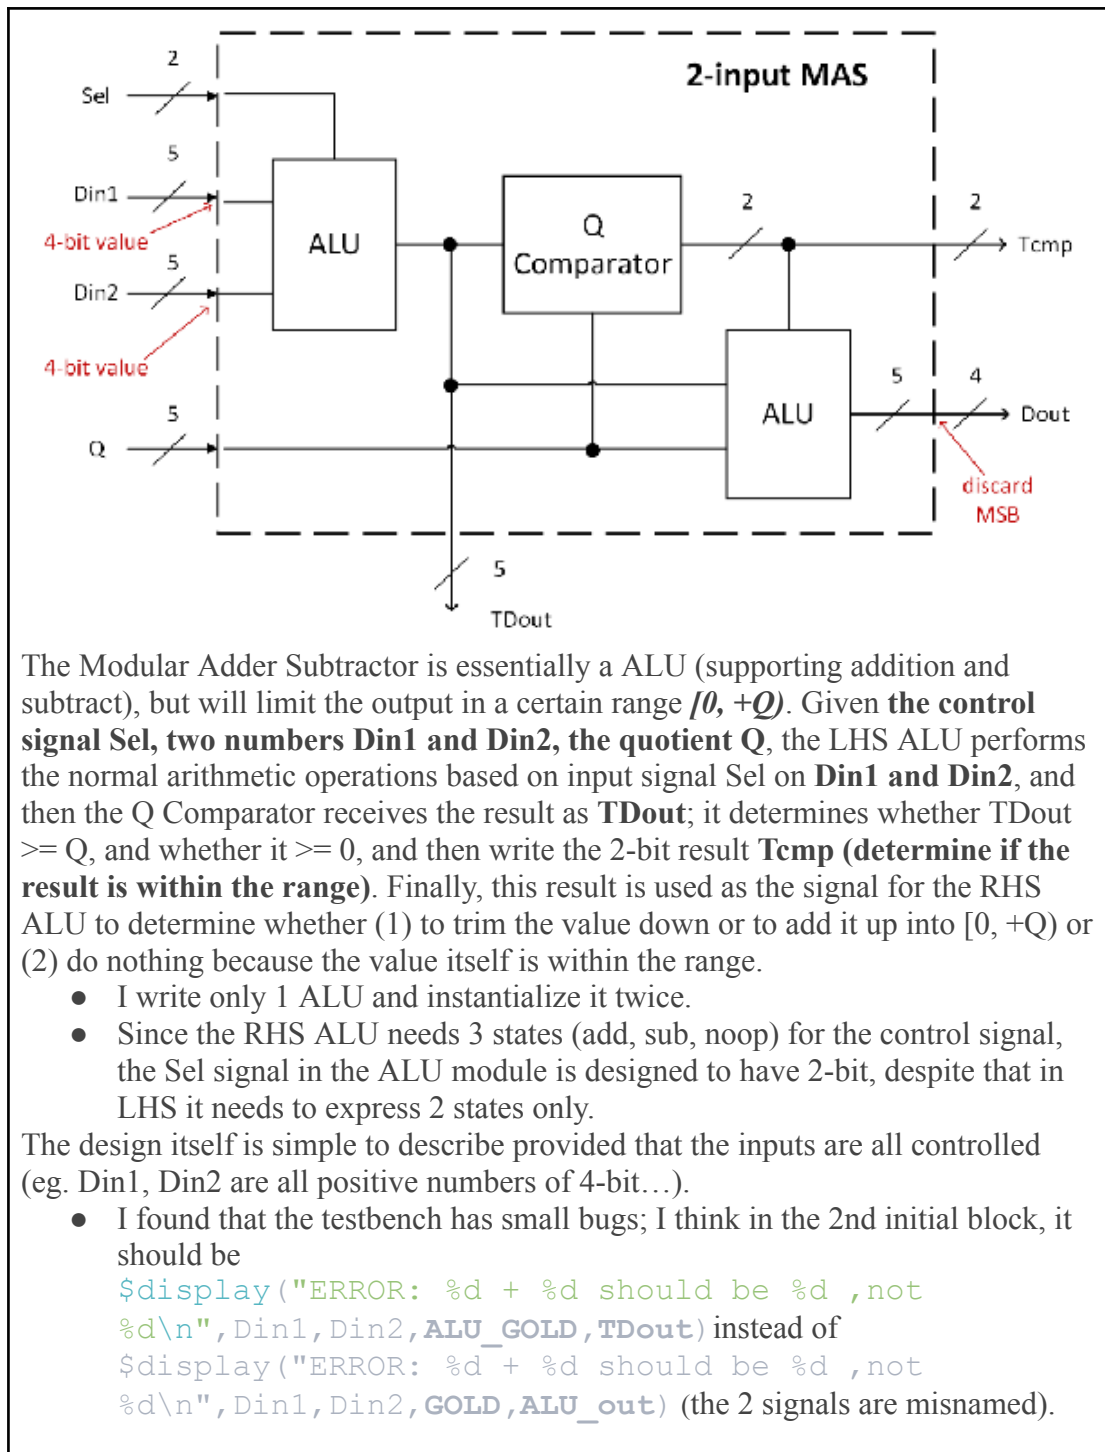 2
2-input MAS
Sel
5
Din1
4-bit value
ALU
Q
Comparator
2
2
Tcmp
5
Din2
4-bit value
5
Q
ALU
5
4
Dout
discard
MSB
5
TDout
The Modular Adder Subtractor is essentially a ALU (supporting addition and
subtract), but will limit the output in a certain range [0, +Q). Given the control
signal Sel, two numbers Din1 and Din2, the quotient Q, the LHS ALU performs
the normal arithmetic operations based on input signal Sel on Din1 and Din2, and
then the Q Comparator receives the result as TDout; it determines whether TDout
>= Q, and whether it >= 0, and then write the 2-bit result Tcmp (determine if the
result is within the range). Finally, this result is used as the signal for the RHS
ALU to determine whether (1) to trim the value down or to add it up into [0, +Q) or
(2) do nothing because the value itself is within the range.
● I write only 1 ALU and instantialize it twice.
● Since the RHS ALU needs 3 states (add, sub, noop) for the control signal,
the Sel signal in the ALU module is designed to have 2-bit, despite that in
LHS it needs to express 2 states only.
The design itself is simple to describe provided that the inputs are all controlled
(eg. Din1, Din2 are all positive numbers of 4-bit…).
● I found that the testbench has small bugs; I think in the 2nd initial block, it
should be
$display("ERROR: %d + %d should be %d ,not
%d\n",Din1,Din2,ALU_GOLD,TDout) instead of
$display("ERROR: %d + %d should be %d ,not
%d\n",Din1,Din2,GOLD,ALU_out) (the 2 signals are misnamed).